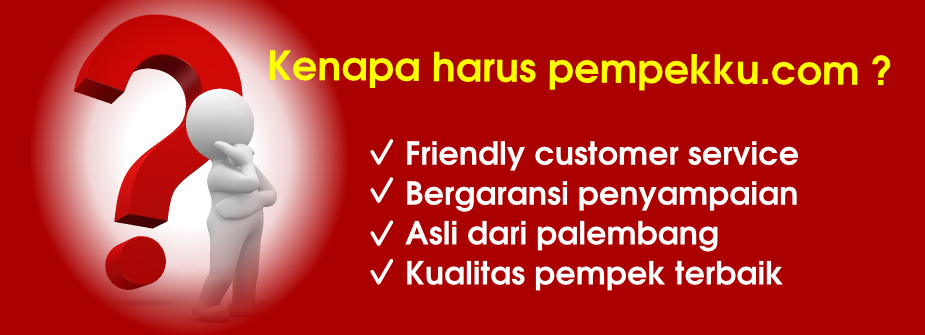 Kenapa harus pempekku.com ?
✓ Friendly customer service
✓ Bergaransi penyampaian
✓ Asli dari palembang
✓ Kualitas pempek terbaik